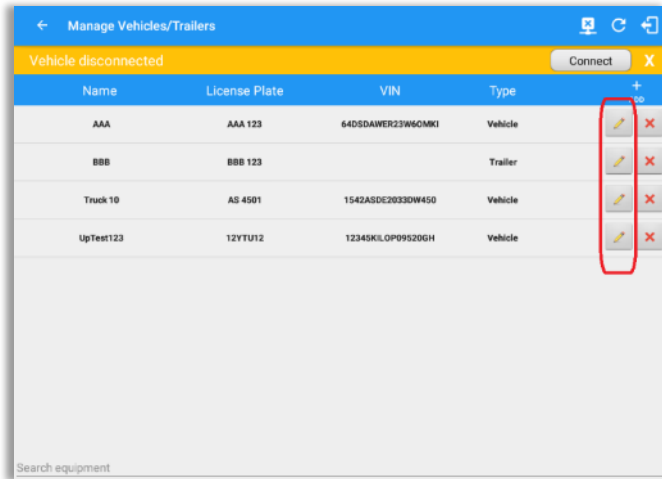 Manage Vehicles/Trailers
Vehicle disconnected Connect X
Name License Plate VIN Type +
AAA AAA 123 64DSDAWER23W6OMKI Vehicle
BBB BBB 123 Trailer
Truck 10 AS 4501 1542ASDE2033DW450 Vehicle
UpTest123 12YTU12 12345KILOP09520GH Vehicle
Search equipment